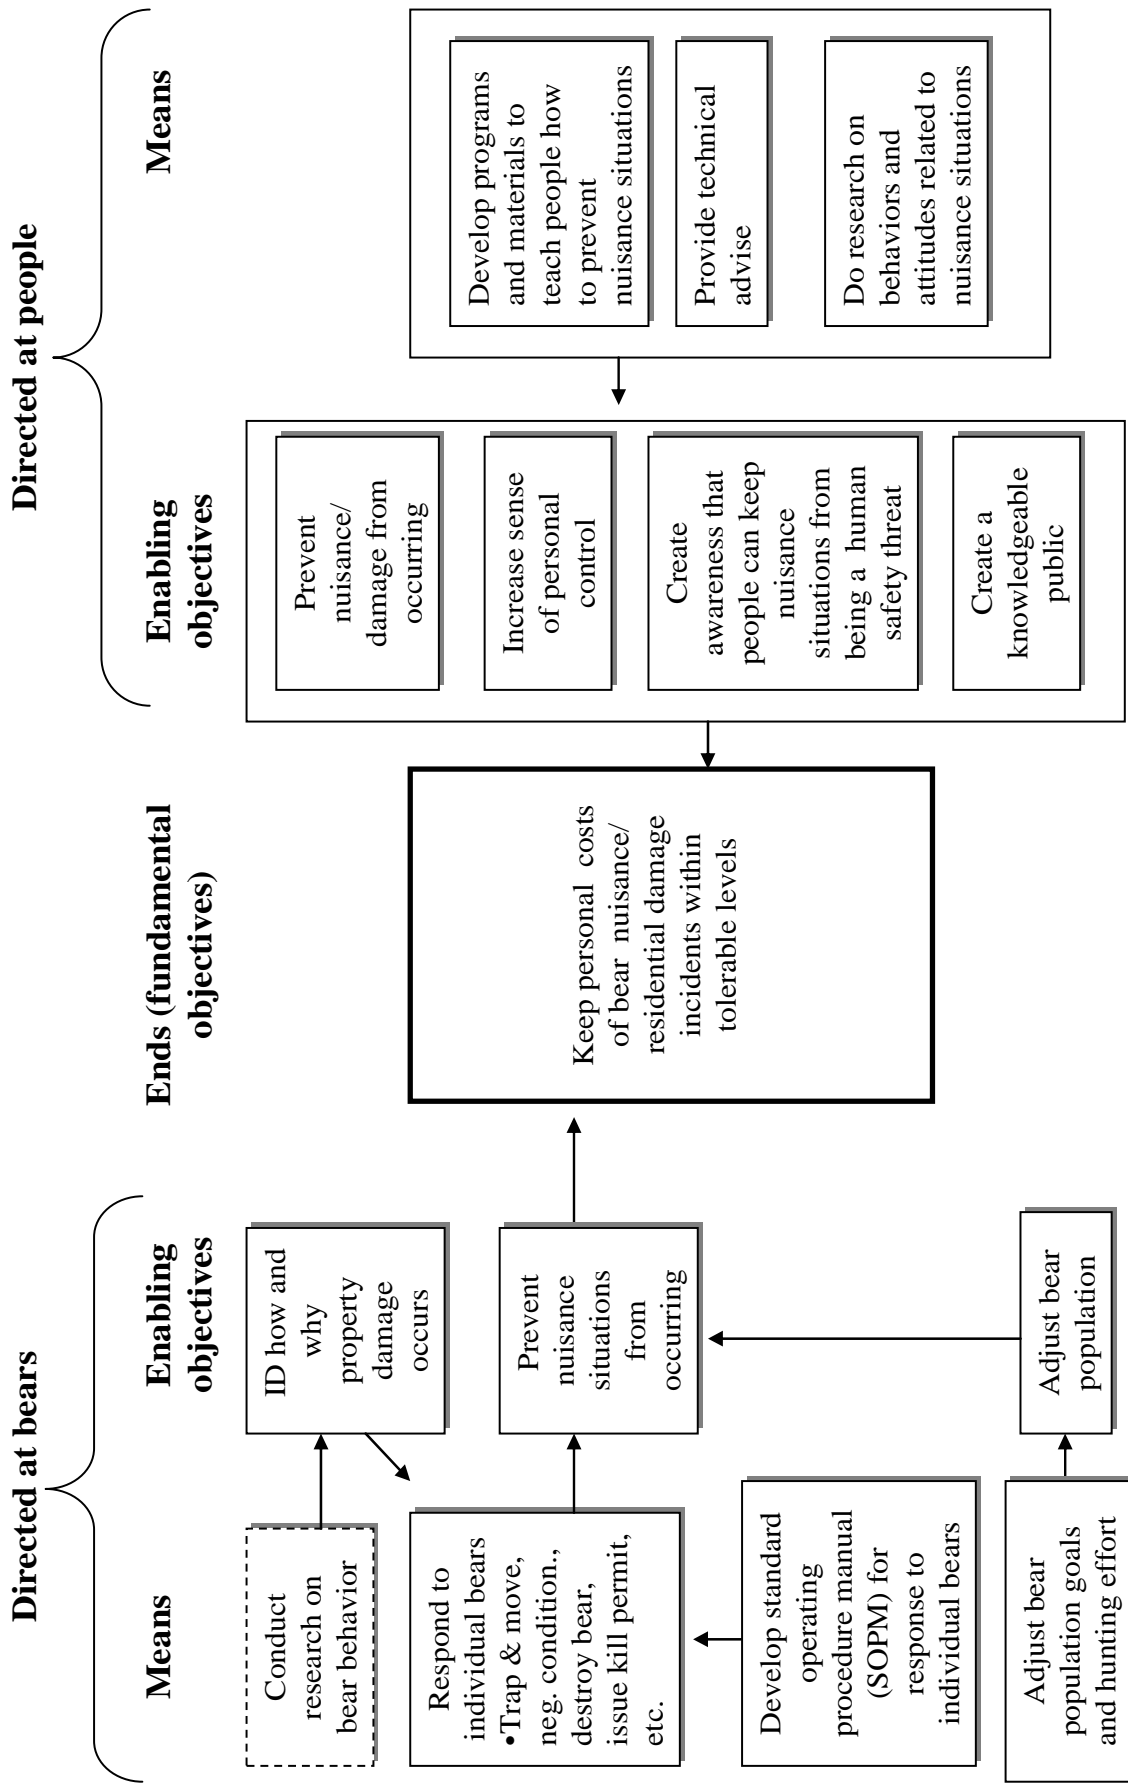 Directed at bears
Directed at people
Means
Enabling
objectives
Ends (fundamental
objectives)
Enabling
objectives
Means
Conduct
research on
bear behavior
ID how and
why
property
damage
occurs
Respond to
individual bears
•Trap & move,
neg. condition.,
destroy bear,
issue kill permit,
etc.
Prevent
nuisance
situations
from
occurring
Develop standard
operating
procedure manual
(SOPM) for
response to
individual bears
Adjust bear
population goals
and hunting effort
Adjust bear
population
Keep personal costs
of bear nuisance/
residential damage
incidents within
tolerable levels
Prevent
nuisance/
damage from
occurring
Increase sense
of personal
control
Create
awareness that
people can keep
nuisance
situations from
being a human
safety threat
Create a
knowledgeable
public
Develop programs
and materials to
teach people how
to prevent
nuisance situations
Provide technical
advise
Do research on
behaviors and
attitudes related to
nuisance situations